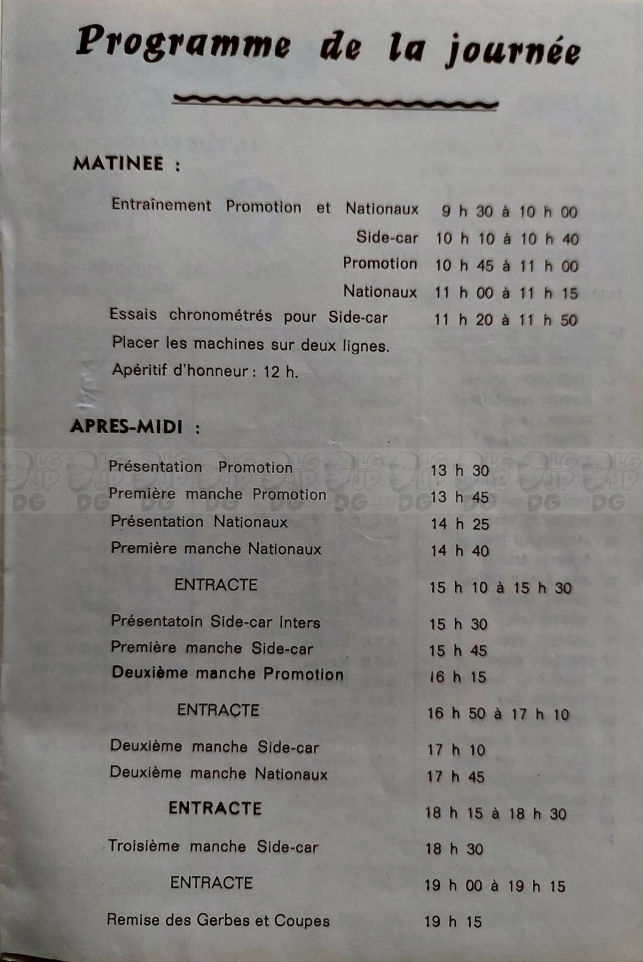 Programme de la journée
MATINEE :
Entraînement Promotion et Nationaux 9 h 30 à 10 h 00
Side-car 10 h 10 à 10 h 40
Promotion 10 h 45 à 11 h 00
Nationaux 11 h 00 à 11 h 15
Essais chronométrés pour Side-car 11 h 20 à 11 h 50
Placer les machines sur deux lignes.
Apéritif d'honneur : 12 h.
APRES-MIDI :
Présentation Promotion 13 h 30
Première manche Promotion 13 h 45
Présentation Nationaux 14 h 25
Première manche Nationaux 14 h 40
ENTRACTE 15 h 10 à 15 h 30
Présentatoin Side-car Inters 15 h 30
Première manche Side-car 15 h 45
Deuxième manche Promotion 16 h 15
ENTRACTE 16 h 50 à 17 h 10
Deuxième manche Side-car 17 h 10
Deuxième manche Nationaux 17 h 45
ENTRACTE 18 h 15 à 18 h 30
Troisième manche Side-car 18 h 30
ENTRACTE 19 h 00 à 19 h 15
Remise des Gerbes et Coupes 19 h 15